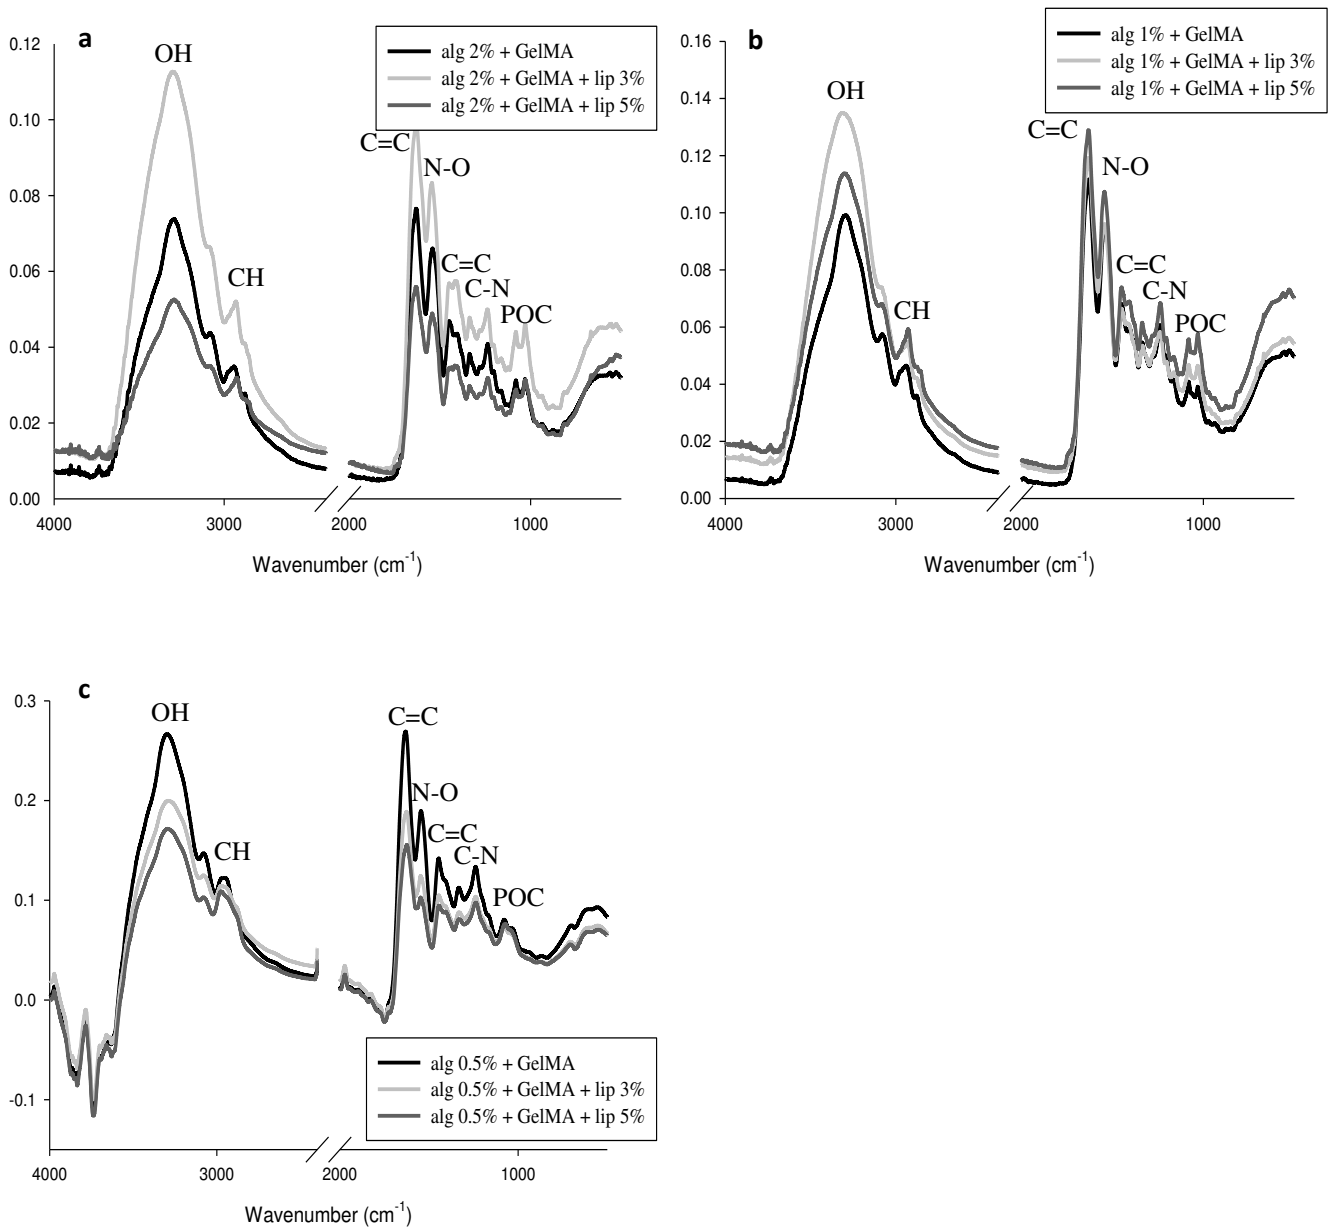 a
alg 2% + GelMA
alg 2% + GelMA + lip 3%
alg 2% + GelMA + lip 5%
0.12
0.10
0.08
0.06
0.04
0.02
0.00
OH
CH
C=C
N-O
C=C
C-N
POC
4000
3000
2000
1000
Wavenumber (cm-1)
b
alg 1% + GelMA
alg 1% + GelMA + lip 3%
alg 1% + GelMA + lip 5%
0.16
0.14
0.12
0.10
0.08
0.06
0.04
0.02
0.00
OH
CH
C=C
N-O
C=C
C-N
POC
4000
3000
2000
1000
Wavenumber (cm-1)
c
0.3
0.2
0.1
0.0
-0.1
OH
CH
C=C
N-O
C=C
C-N
POC
alg 0.5% + GelMA
alg 0.5% + GelMA + lip 3%
alg 0.5% + GelMA + lip 5%
4000
3000
2000
1000
Wavenumber (cm-1)